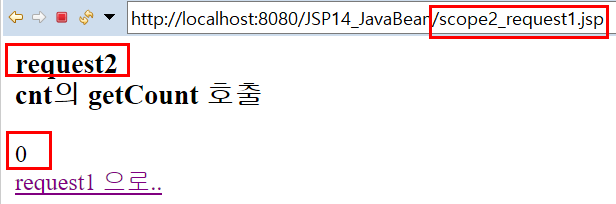 http://localhost:8080/JSP14_JavaBean/scope2_request1.jsp
request2
cnt의 getCount 호출
0
request1 으로..